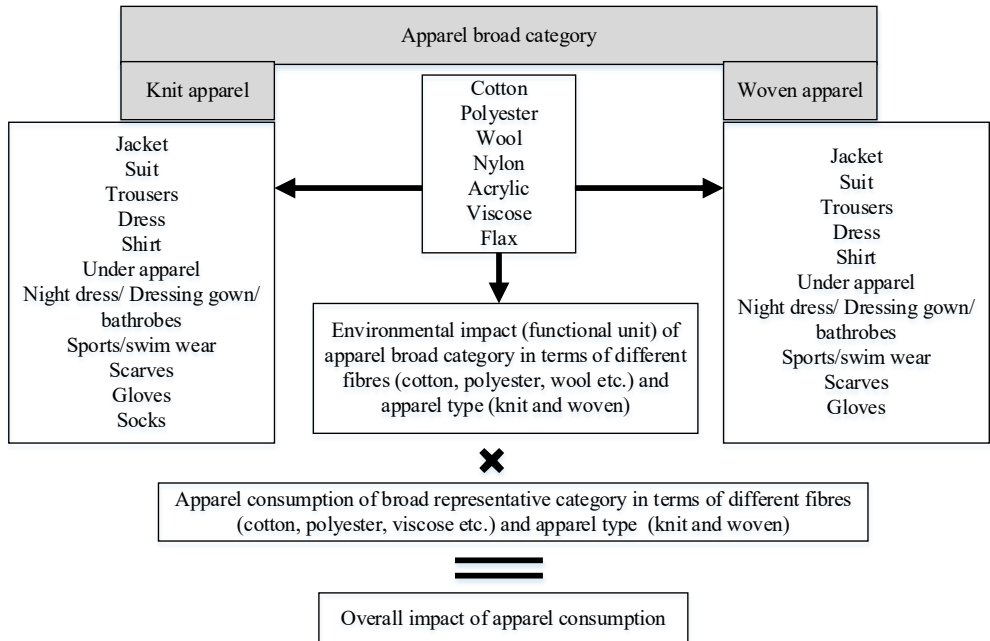 Apparel broad category
Knit apparel
Woven apparel
Cotton
Polyester
Wool
Nylon
Acrylic
Viscose
Flax
Jacket
Suit
Trousers
Dress
Shirt
Under apparel
Night dress/ Dressing gown/
bathrobes
Sports/swim wear
Scarves
Gloves
Socks
Jacket
Suit
Trousers
Dress
Shirt
Under apparel
Night dress/ Dressing gown/
bathrobes
Sports/swim wear
Scarves
Gloves
Environmental impact (functional unit) of
apparel broad category in terms of different
fibres (cotton, polyester, wool etc.) and
apparel type (knit and woven)
Apparel consumption of broad representative category in terms of different fibres
(cotton, polyester, viscose etc.) and apparel type (knit and woven)
Overall impact of apparel consumption